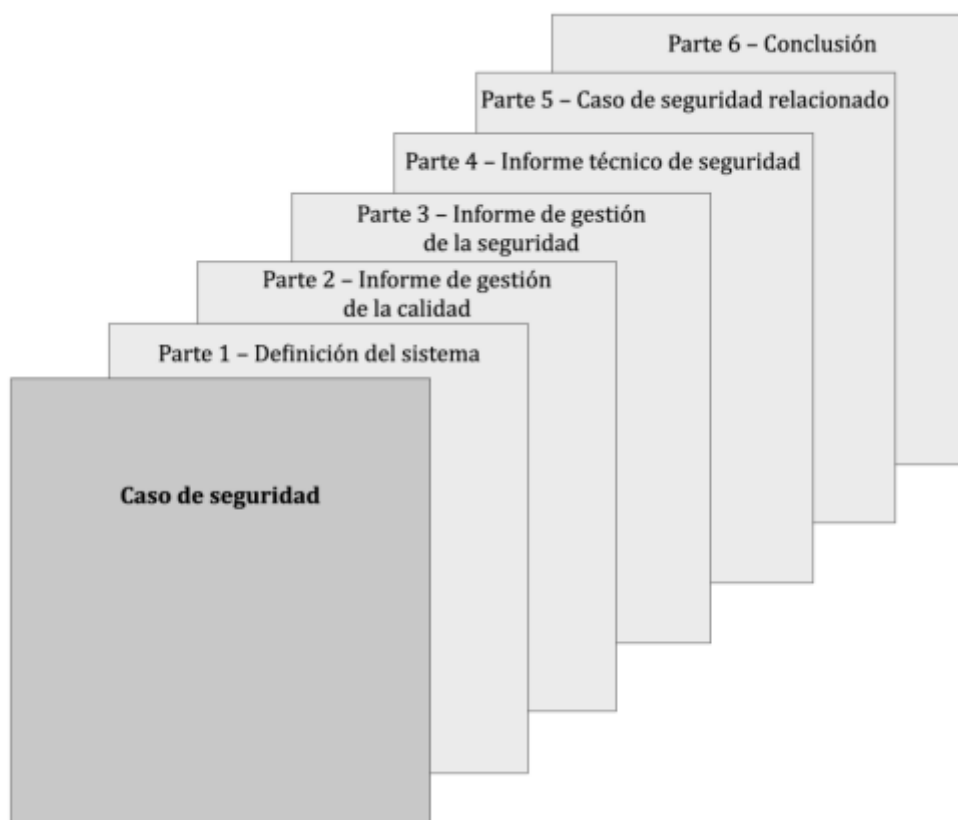 Parte 6 – Conclusión
Parte 5 – Caso de seguridad relacionado
Parte 4 – Informe técnico de seguridad
Parte 3 – Informe de gestión
de la seguridad
Parte 2 – Informe de gestión
de la calidad
Parte 1 – Definición del sistema
Caso de seguridad